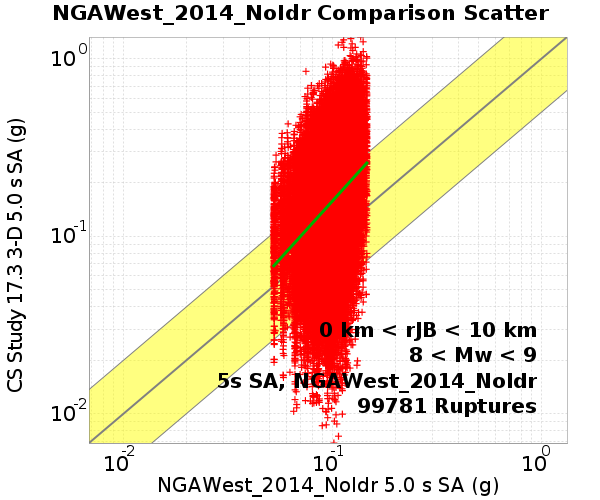 NGAWest_2014_NoIdr Comparison Scatter
CS Study 17.3 3-D 5.0 s SA (g)
10^0
10^-1
10^-2
0 km < rJB < 10 km
8 < Mw < 9
5s SA, NGAWest_2014_NoIdr
99781 Ruptures
10^-2
10^-1
10^0
NGAWest_2014_NoIdr 5.0 s SA (g)